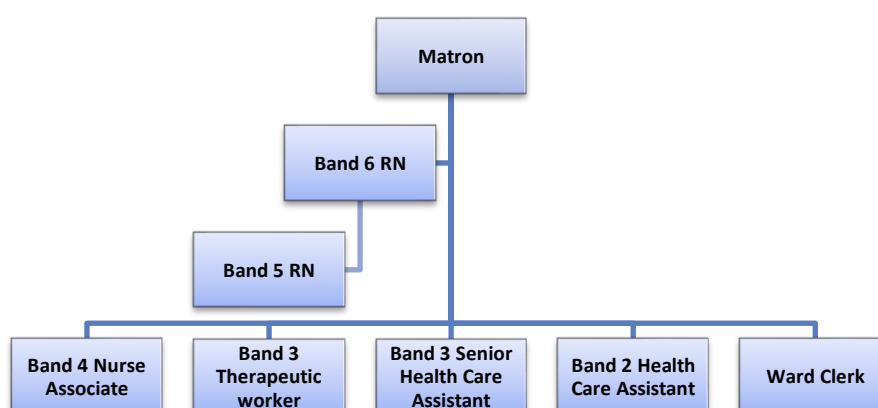 Matron
Band 6 RN
Band 5 RN
Band 4 Nurse
Associate
Band 3
Therapeutic
worker
Band 3 Senior
Health Care
Assistant
Band 2 Health
Care Assistant
Ward Clerk